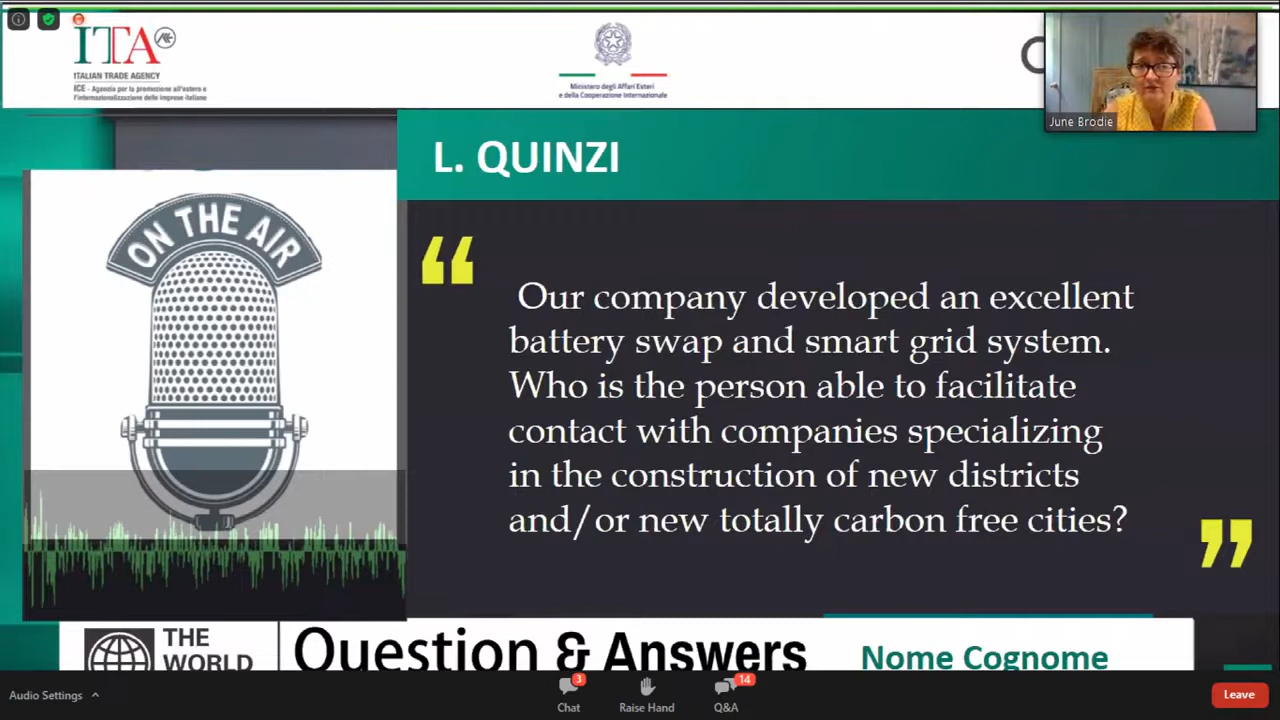 ITA
ITALIAN TRADE AGENCY
ICE - Agenzia per la promozione all'estero e
l'internazionalizzazione delle imprese italiane
Ministero degli Affari Esteri
e della Cooperazione Internazionale
June Brodie
L. QUINZI
ON THE AIR
“ Our company developed an excellent
battery swap and smart grid system.
Who is the person able to facilitate
contact with companies specializing
in the construction of new districts
and/or new totally carbon free cities? ”
THE
WORLD
Question & Answers
Nome Cognome
Audio Settings
3
Chat
Raise Hand
14
Q&A
Leave